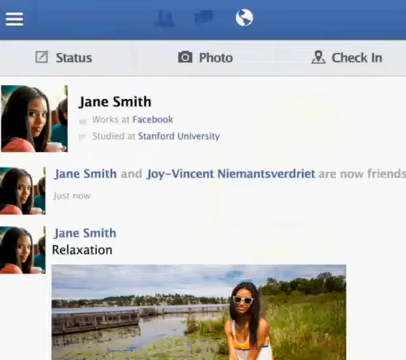 Status Photo Check In
Jane Smith
Works at Facebook
Studied at Stanford University
Jane Smith and Joy-Vincent Niemantsverdriet are now friends
Just now
Jane Smith
Relaxation